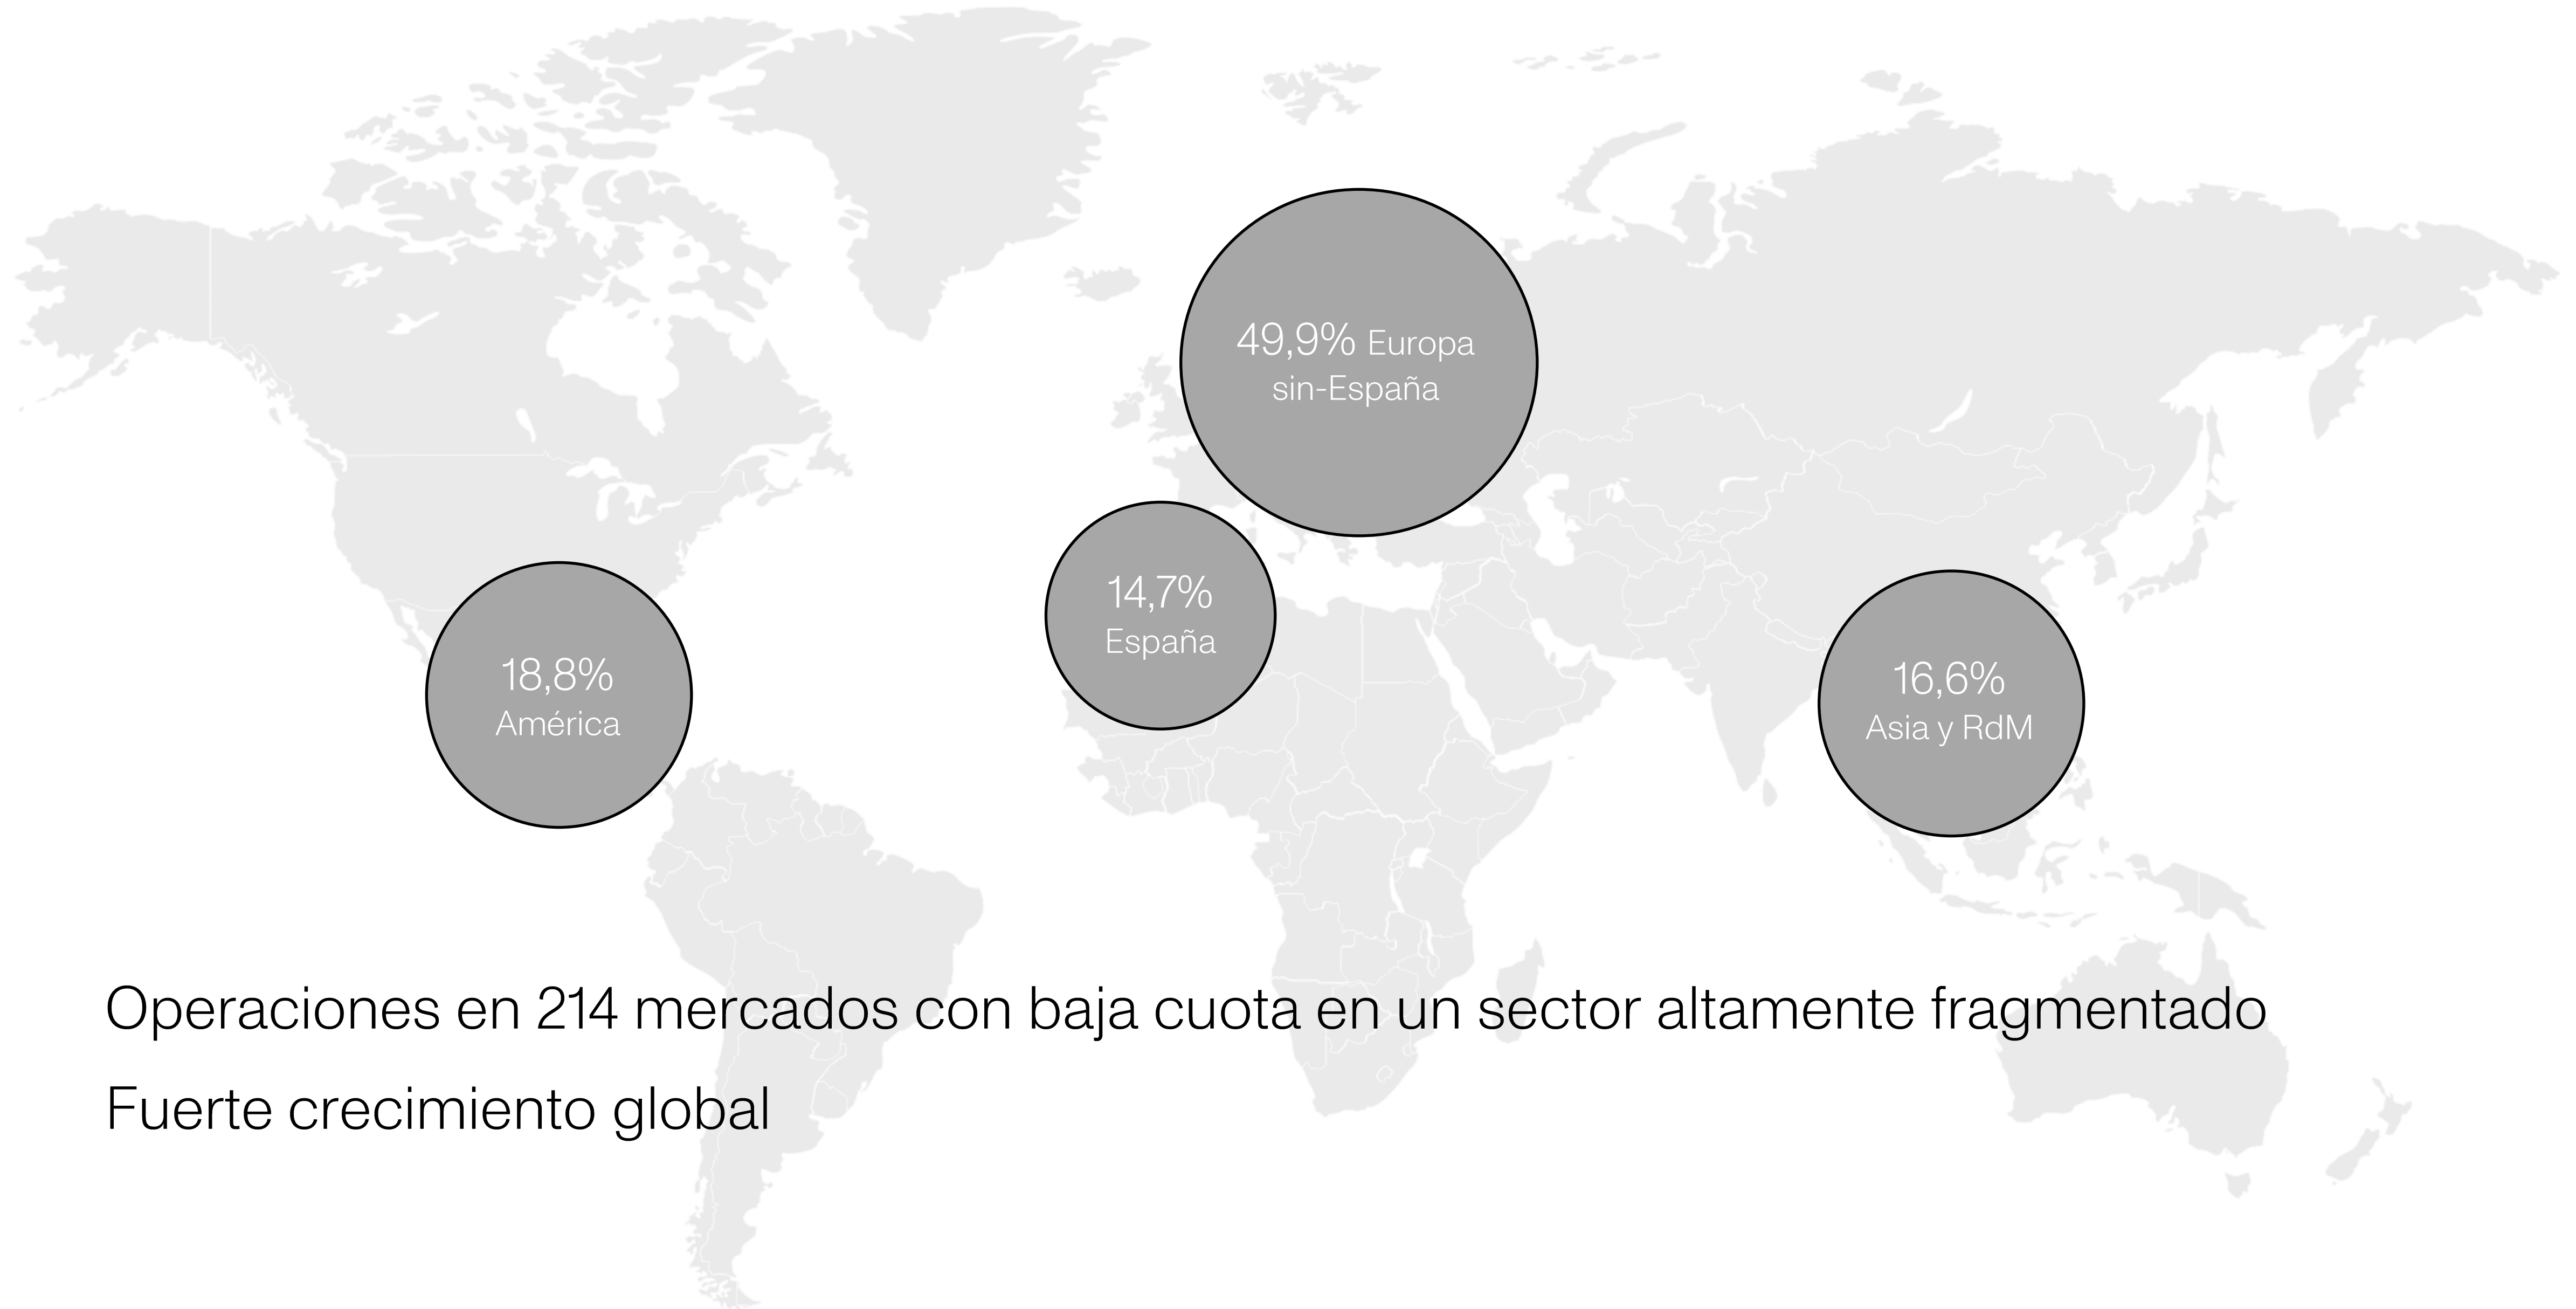 49,9% Europa
sin-España
14,7%
España
18,8%
América
16,6%
Asia y RdM
Operaciones en 214 mercados con baja cuota en un sector altamente fragmentado
Fuerte crecimiento global